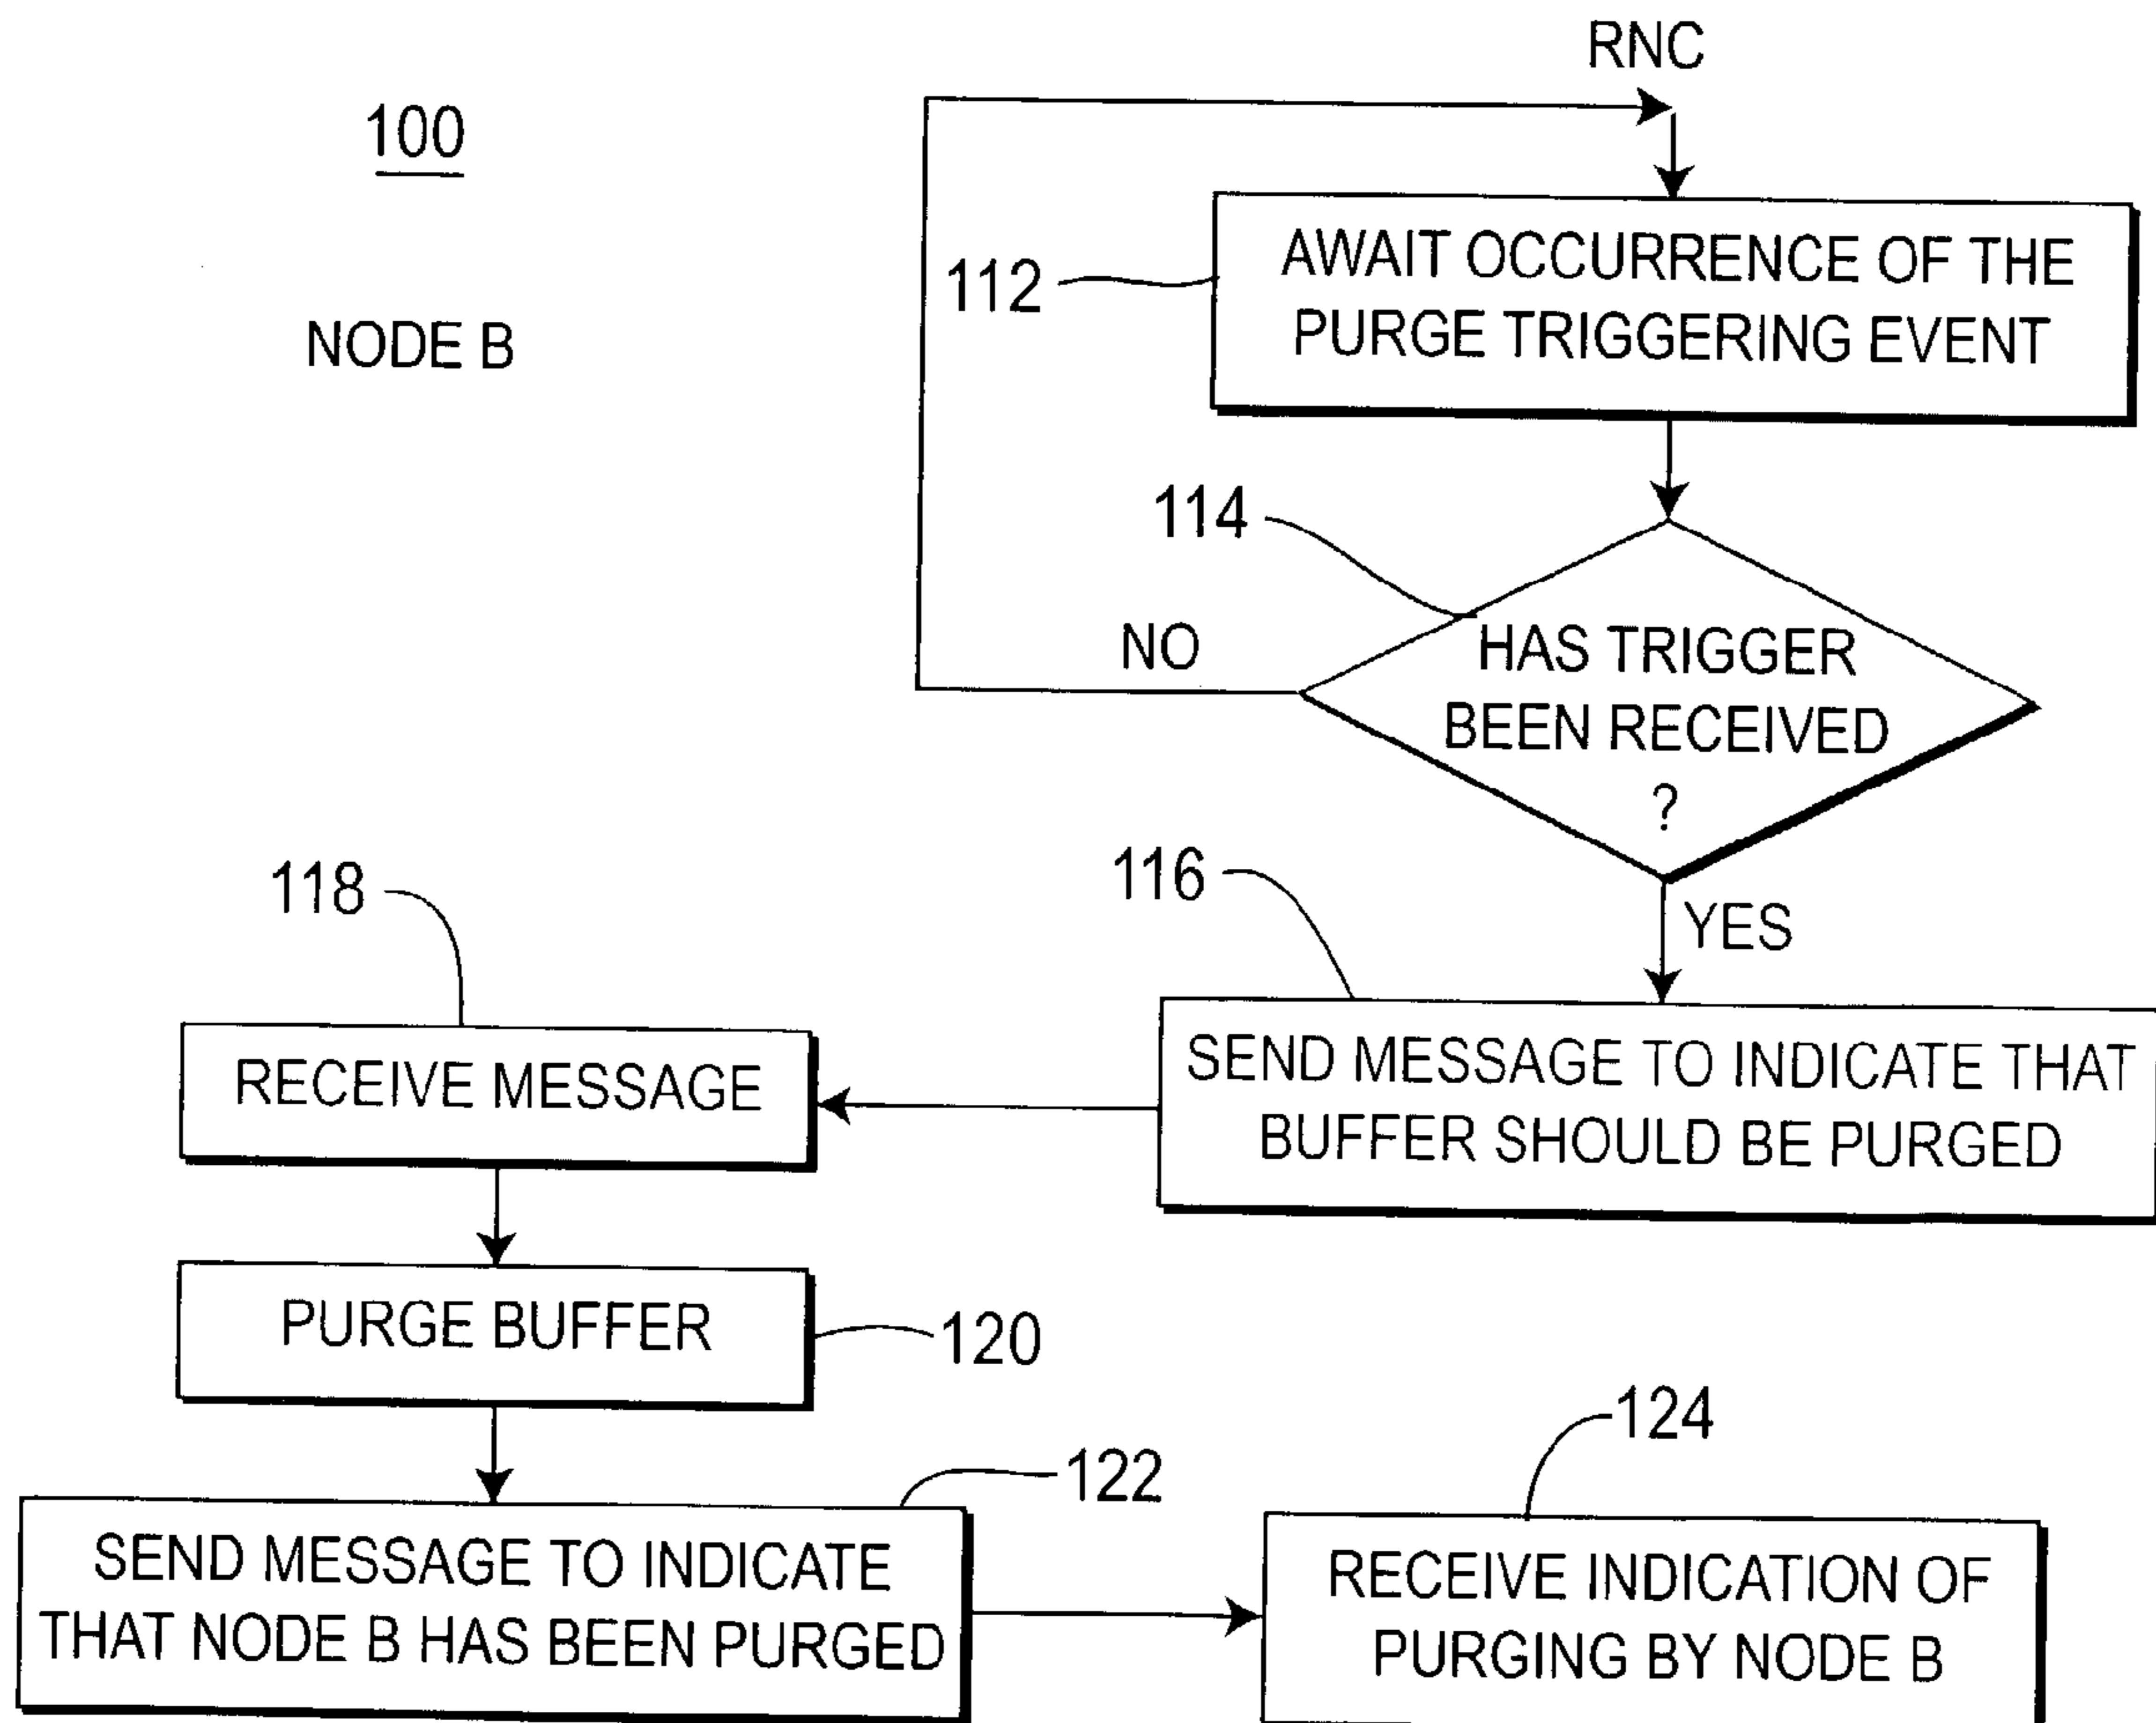 RNC
100
NODE B
112
AWAIT OCCURRENCE OF THE
PURGE TRIGGERING EVENT
114
NO
HAS TRIGGER
BEEN RECEIVED
?
YES
116
118
SEND MESSAGE TO INDICATE THAT
BUFFER SHOULD BE PURGED
RECEIVE MESSAGE
PURGE BUFFER
120
122
124
SEND MESSAGE TO INDICATE
THAT NODE B HAS BEEN PURGED
RECEIVE INDICATION OF
PURGING BY NODE B